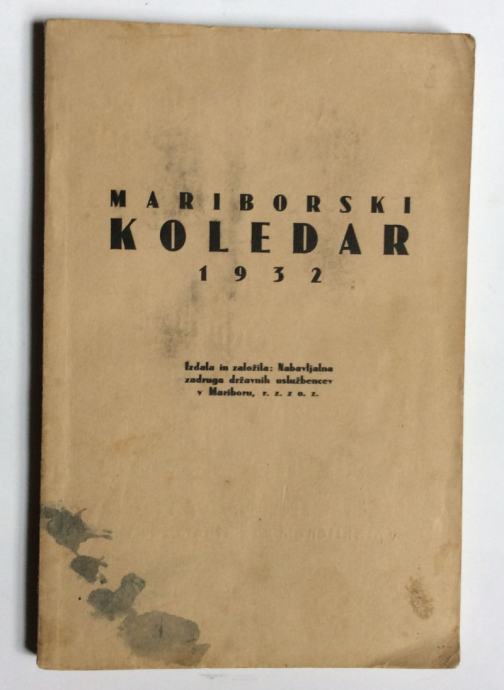 MARIBORSKI
KOLEDAR
1932
Izdala in založila: Nabavljalna
zadruga državnih uslužbencev
v Mariboru, r. z. z o. z.